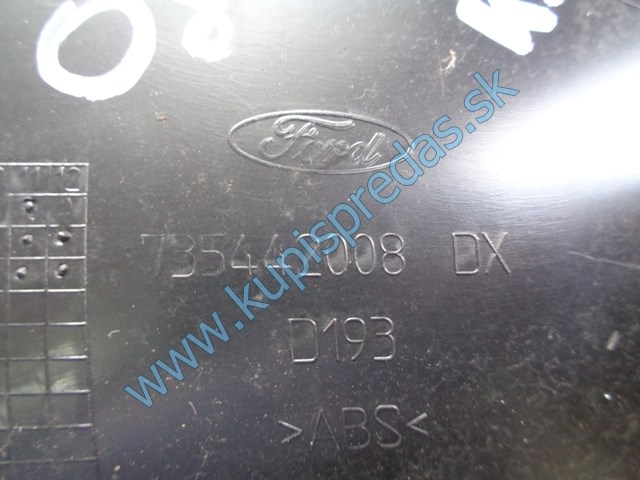 Ford
735442008 DX
D193
>ABS<
www.kupispredas.sk